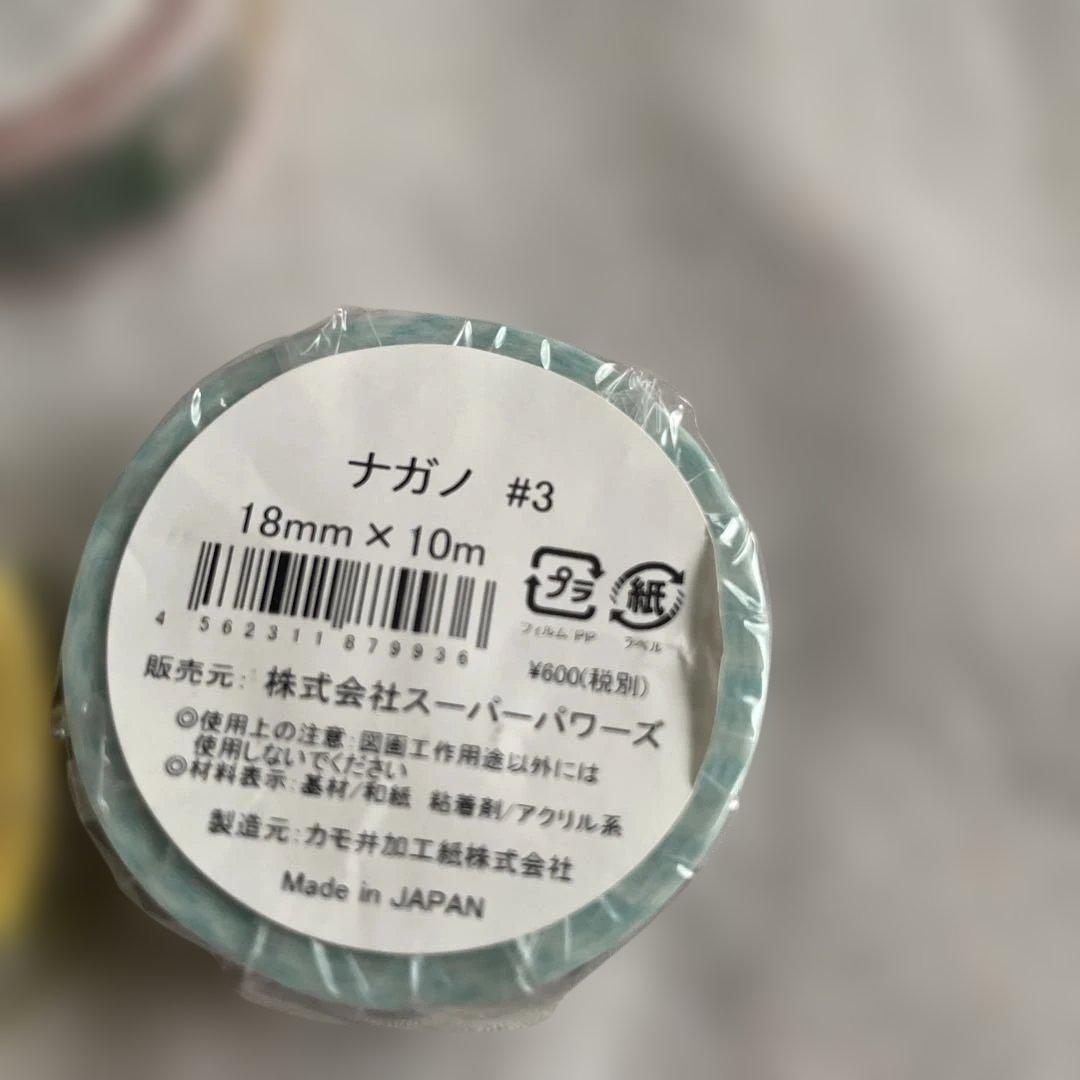 ナガノ #3
18mm×10m
4 562311 879936
プラ
紙
フィルム:PP
ラベル
¥600(税別)
販売元: 株式会社スーパーパワーズ
◎使用上の注意:図画工作用途以外には
使用しないでください
◎材料表示:基材/和紙 粘着剤/アクリル系
製造元:カモ井加工紙株式会社
Made in JAPAN